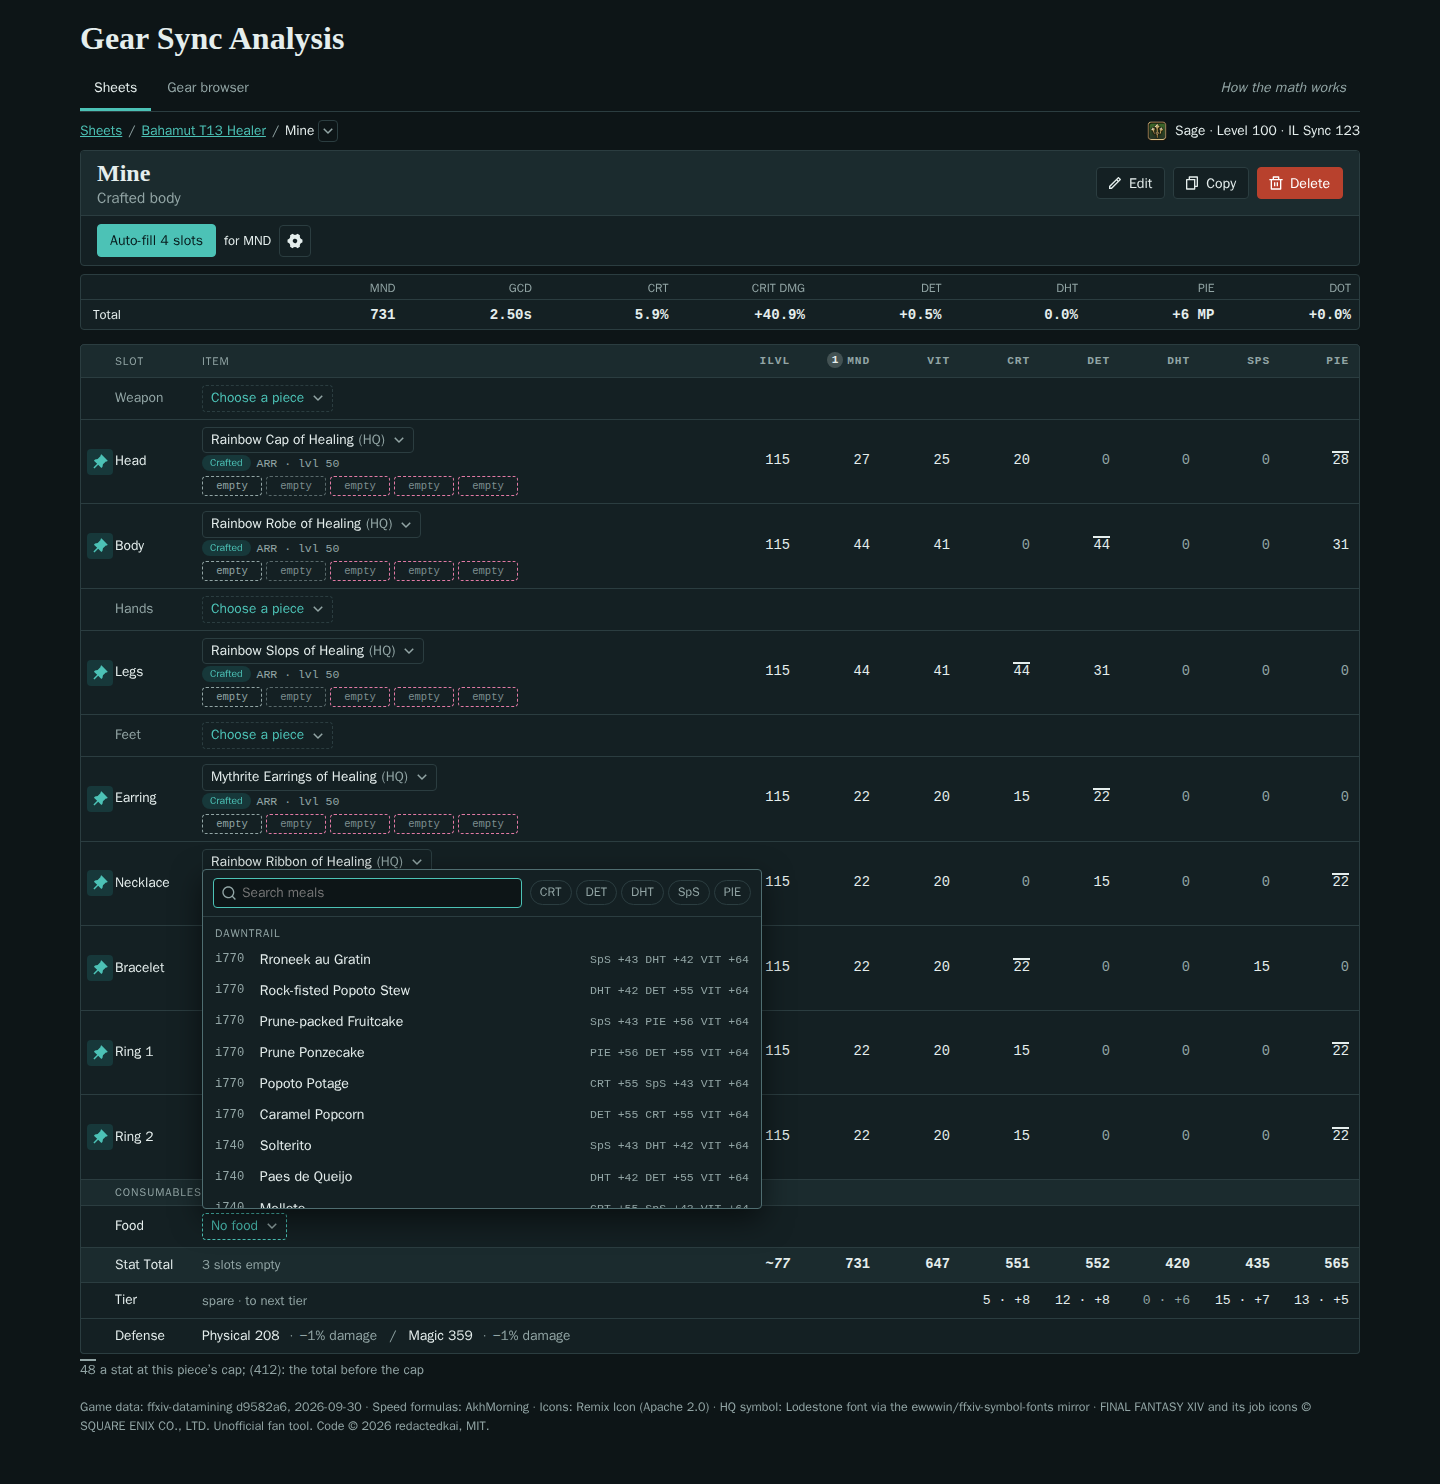 Gear Sync Analysis
Sheets Gear browser How the math works
Sheets / Bahamut T13 Healer / Mine Sage · Level 100 · IL Sync 123
Mine
Crafted body
Edit Copy Delete
Auto-fill 4 slots for MND
MND GCD CRT CRIT DMG DET DHT PIE DOT
Total 731 2.50s 5.9% +40.9% +0.5% 0.0% +6 MP +0.0%
SLOT ITEM ILVL 1 MND VIT CRT DET DHT SPS PIE
Weapon Choose a piece
Rainbow Cap of Healing (HQ)
Head 115 27 25 20 0 0 0 28
Crafted ARR · lvl 50
empty empty empty empty empty
Rainbow Robe of Healing (HQ)
Body 115 44 41 0 44 0 0 31
Crafted ARR · lvl 50
empty empty empty empty empty
Hands Choose a piece
Rainbow Slops of Healing (HQ)
Legs 115 44 41 44 31 0 0 0
Crafted ARR · lvl 50
empty empty empty empty empty
Feet Choose a piece
Mythrite Earrings of Healing (HQ)
Earring 115 22 20 15 22 0 0 0
Crafted ARR · lvl 50
empty empty empty empty empty
Rainbow Ribbon of Healing (HQ)
Necklace 115 22 20 0 15 0 0 22
Search meals CRT DET DHT SpS PIE
DAWNTRAIL
i770 Rroneek au Gratin SpS +43 DHT +42 VIT +64
Bracelet 115 22 20 22 0 0 15 0
i770 Rock-fisted Popoto Stew DHT +42 DET +55 VIT +64
i770 Prune-packed Fruitcake SpS +43 PIE +56 VIT +64
i770 Prune Ponzecake PIE +56 DET +55 VIT +64
Ring 1 115 22 20 15 0 0 0 22
i770 Popoto Potage CRT +55 SpS +43 VIT +64
i770 Caramel Popcorn DET +55 CRT +55 VIT +64
Ring 2 115 22 20 15 0 0 0 22
i740 Solterito SpS +43 DHT +42 VIT +64
i740 Paes de Queijo DHT +42 DET +55 VIT +64
CONSUMABLES
i740 CRT +55 SpS +43 VIT +64
Food No food
Stat Total 3 slots empty ~77 731 647 551 552 420 435 565
Tier spare · to next tier 5 · +8 12 · +8 0 · +6 15 · +7 13 · +5
Defense Physical 208 · −1% damage / Magic 359 · −1% damage
48 a stat at this piece's cap; (412): the total before the cap
Game data: ffxiv-datamining d9582a6, 2026-09-30 · Speed formulas: AkhMorning · Icons: Remix Icon (Apache 2.0) · HQ symbol: Lodestone font via the ewwwin/ffxiv-symbol-fonts mirror · FINAL FANTASY XIV and its job icons ©
SQUARE ENIX CO., LTD. Unofficial fan tool. Code © 2026 redactedkai, MIT.